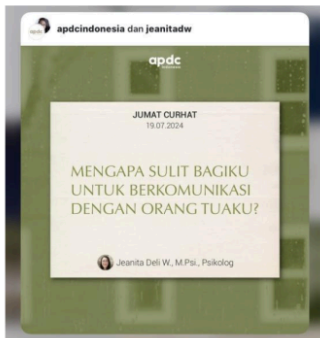 apdcindonesia dan jeanitadw
apdc
JUMAT CURHAT
19.07.2024
MENGAPA SULIT BAGIKU
UNTUK BERKOMUNIKASI
DENGAN ORANG TUAKU?
Jeanita Deli W., M.Psi., Psikolog